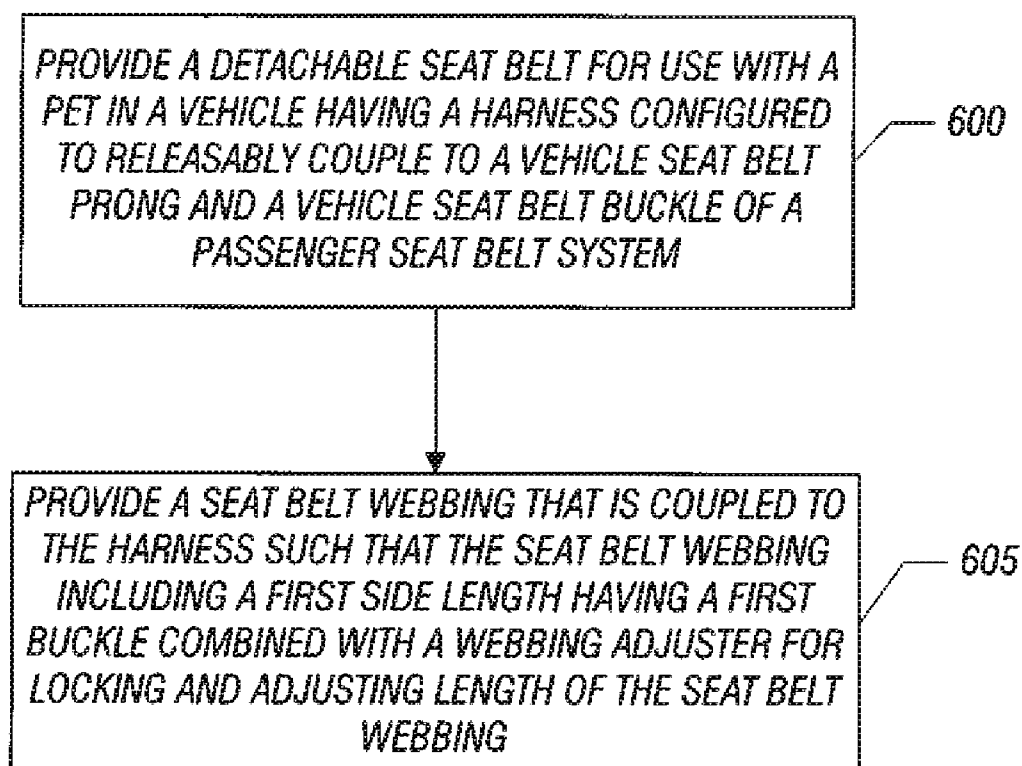 PROVIDE A DETACHABLE SEAT BELT FOR USE WITH A
PET IN A VEHICLE HAVING A HARNESS CONFIGURED
TO RELEASABLY COUPLE TO A VEHICLE SEAT BELT
PRONG AND A VEHICLE SEAT BELT BUCKLE OF A
PASSENGER SEAT BELT SYSTEM
600
PROVIDE A SEAT BELT WEBBING THAT IS COUPLED TO
THE HARNESS SUCH THAT THE SEAT BELT WEBBING
INCLUDING A FIRST SIDE LENGTH HAVING A FIRST
BUCKLE COMBINED WITH A WEBBING ADJUSTER FOR
LOCKING AND ADJUSTING LENGTH OF THE SEAT BELT
WEBBING
605